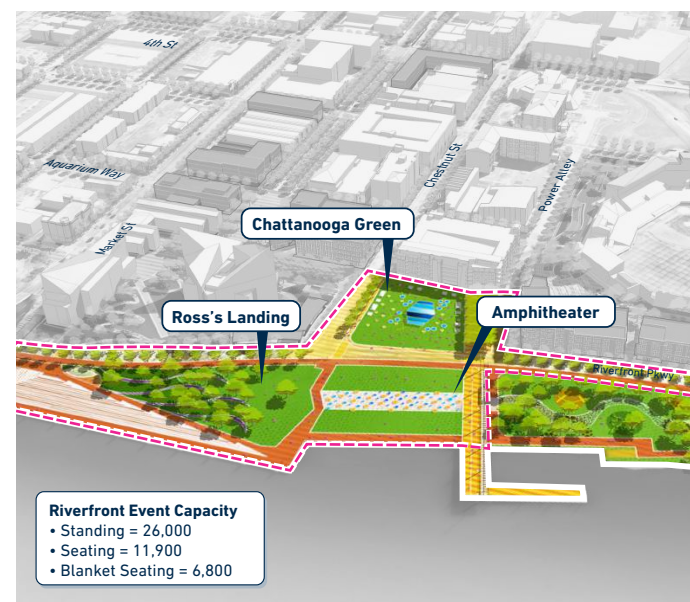 4th St
Aquarium Way
Chestnut St
Power Alley
Market St
Chattanooga Green
Ross's Landing
Amphitheater
Riverfront Pkwy
Riverfront Event Capacity
• Standing = 26,000
• Seating = 11,900
• Blanket Seating = 6,800